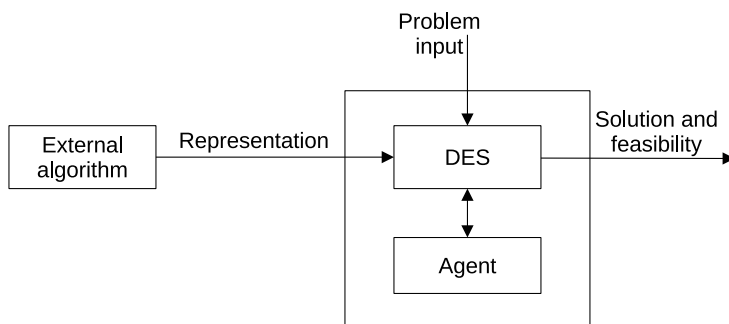 Problem
input
External
algorithm
Representation
DES
Solution and
feasibility
Agent